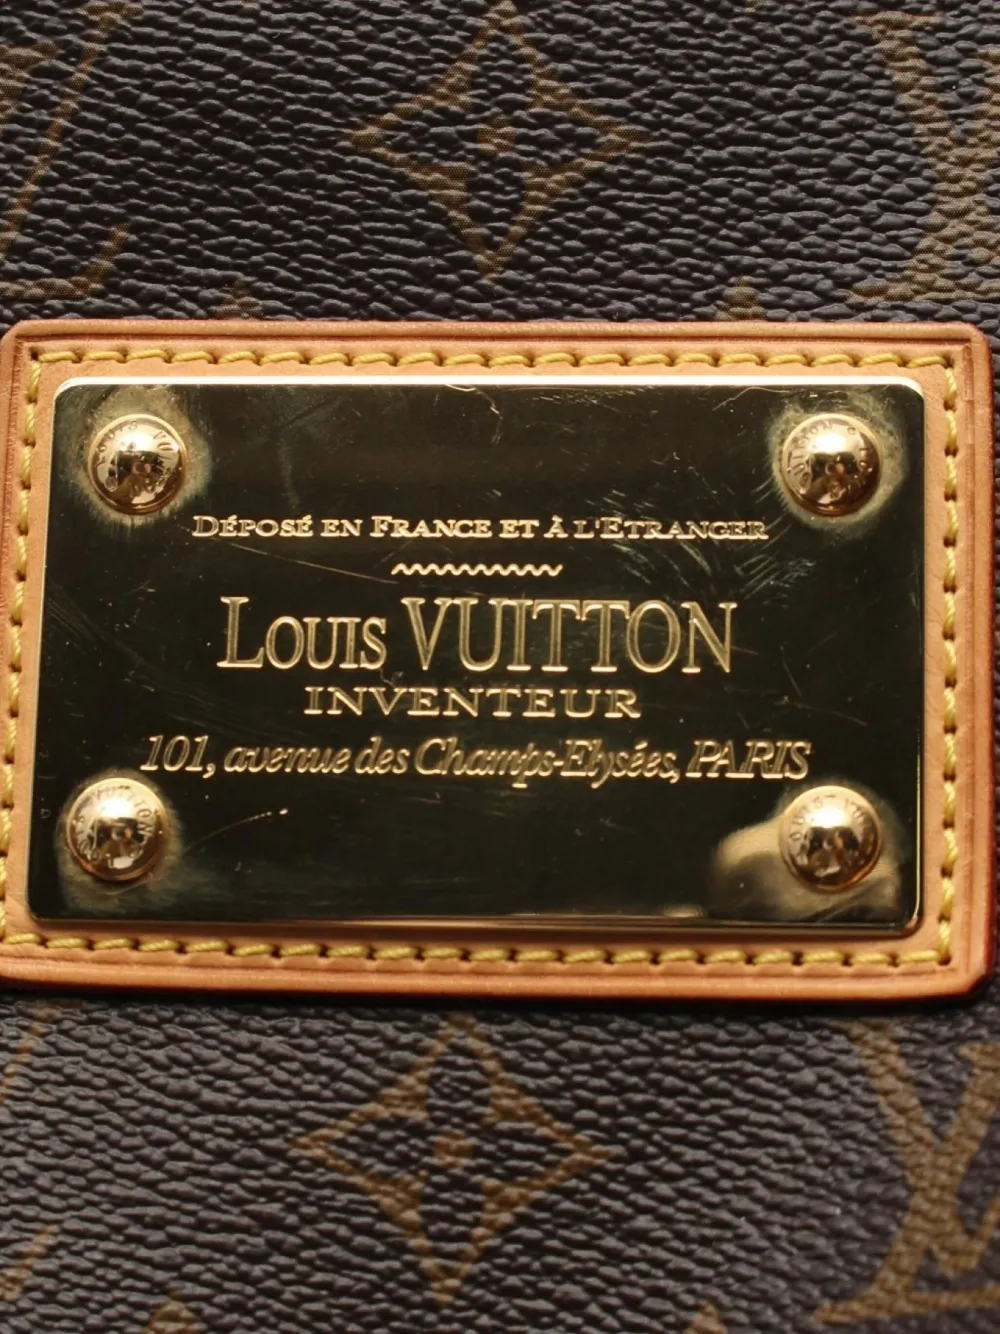 DÉPOSÉ EN FRANCE ET À L'ETRANGER
LOUIS VUITTON
INVENTEUR
101, avenue des Champs-Elysées, PARIS